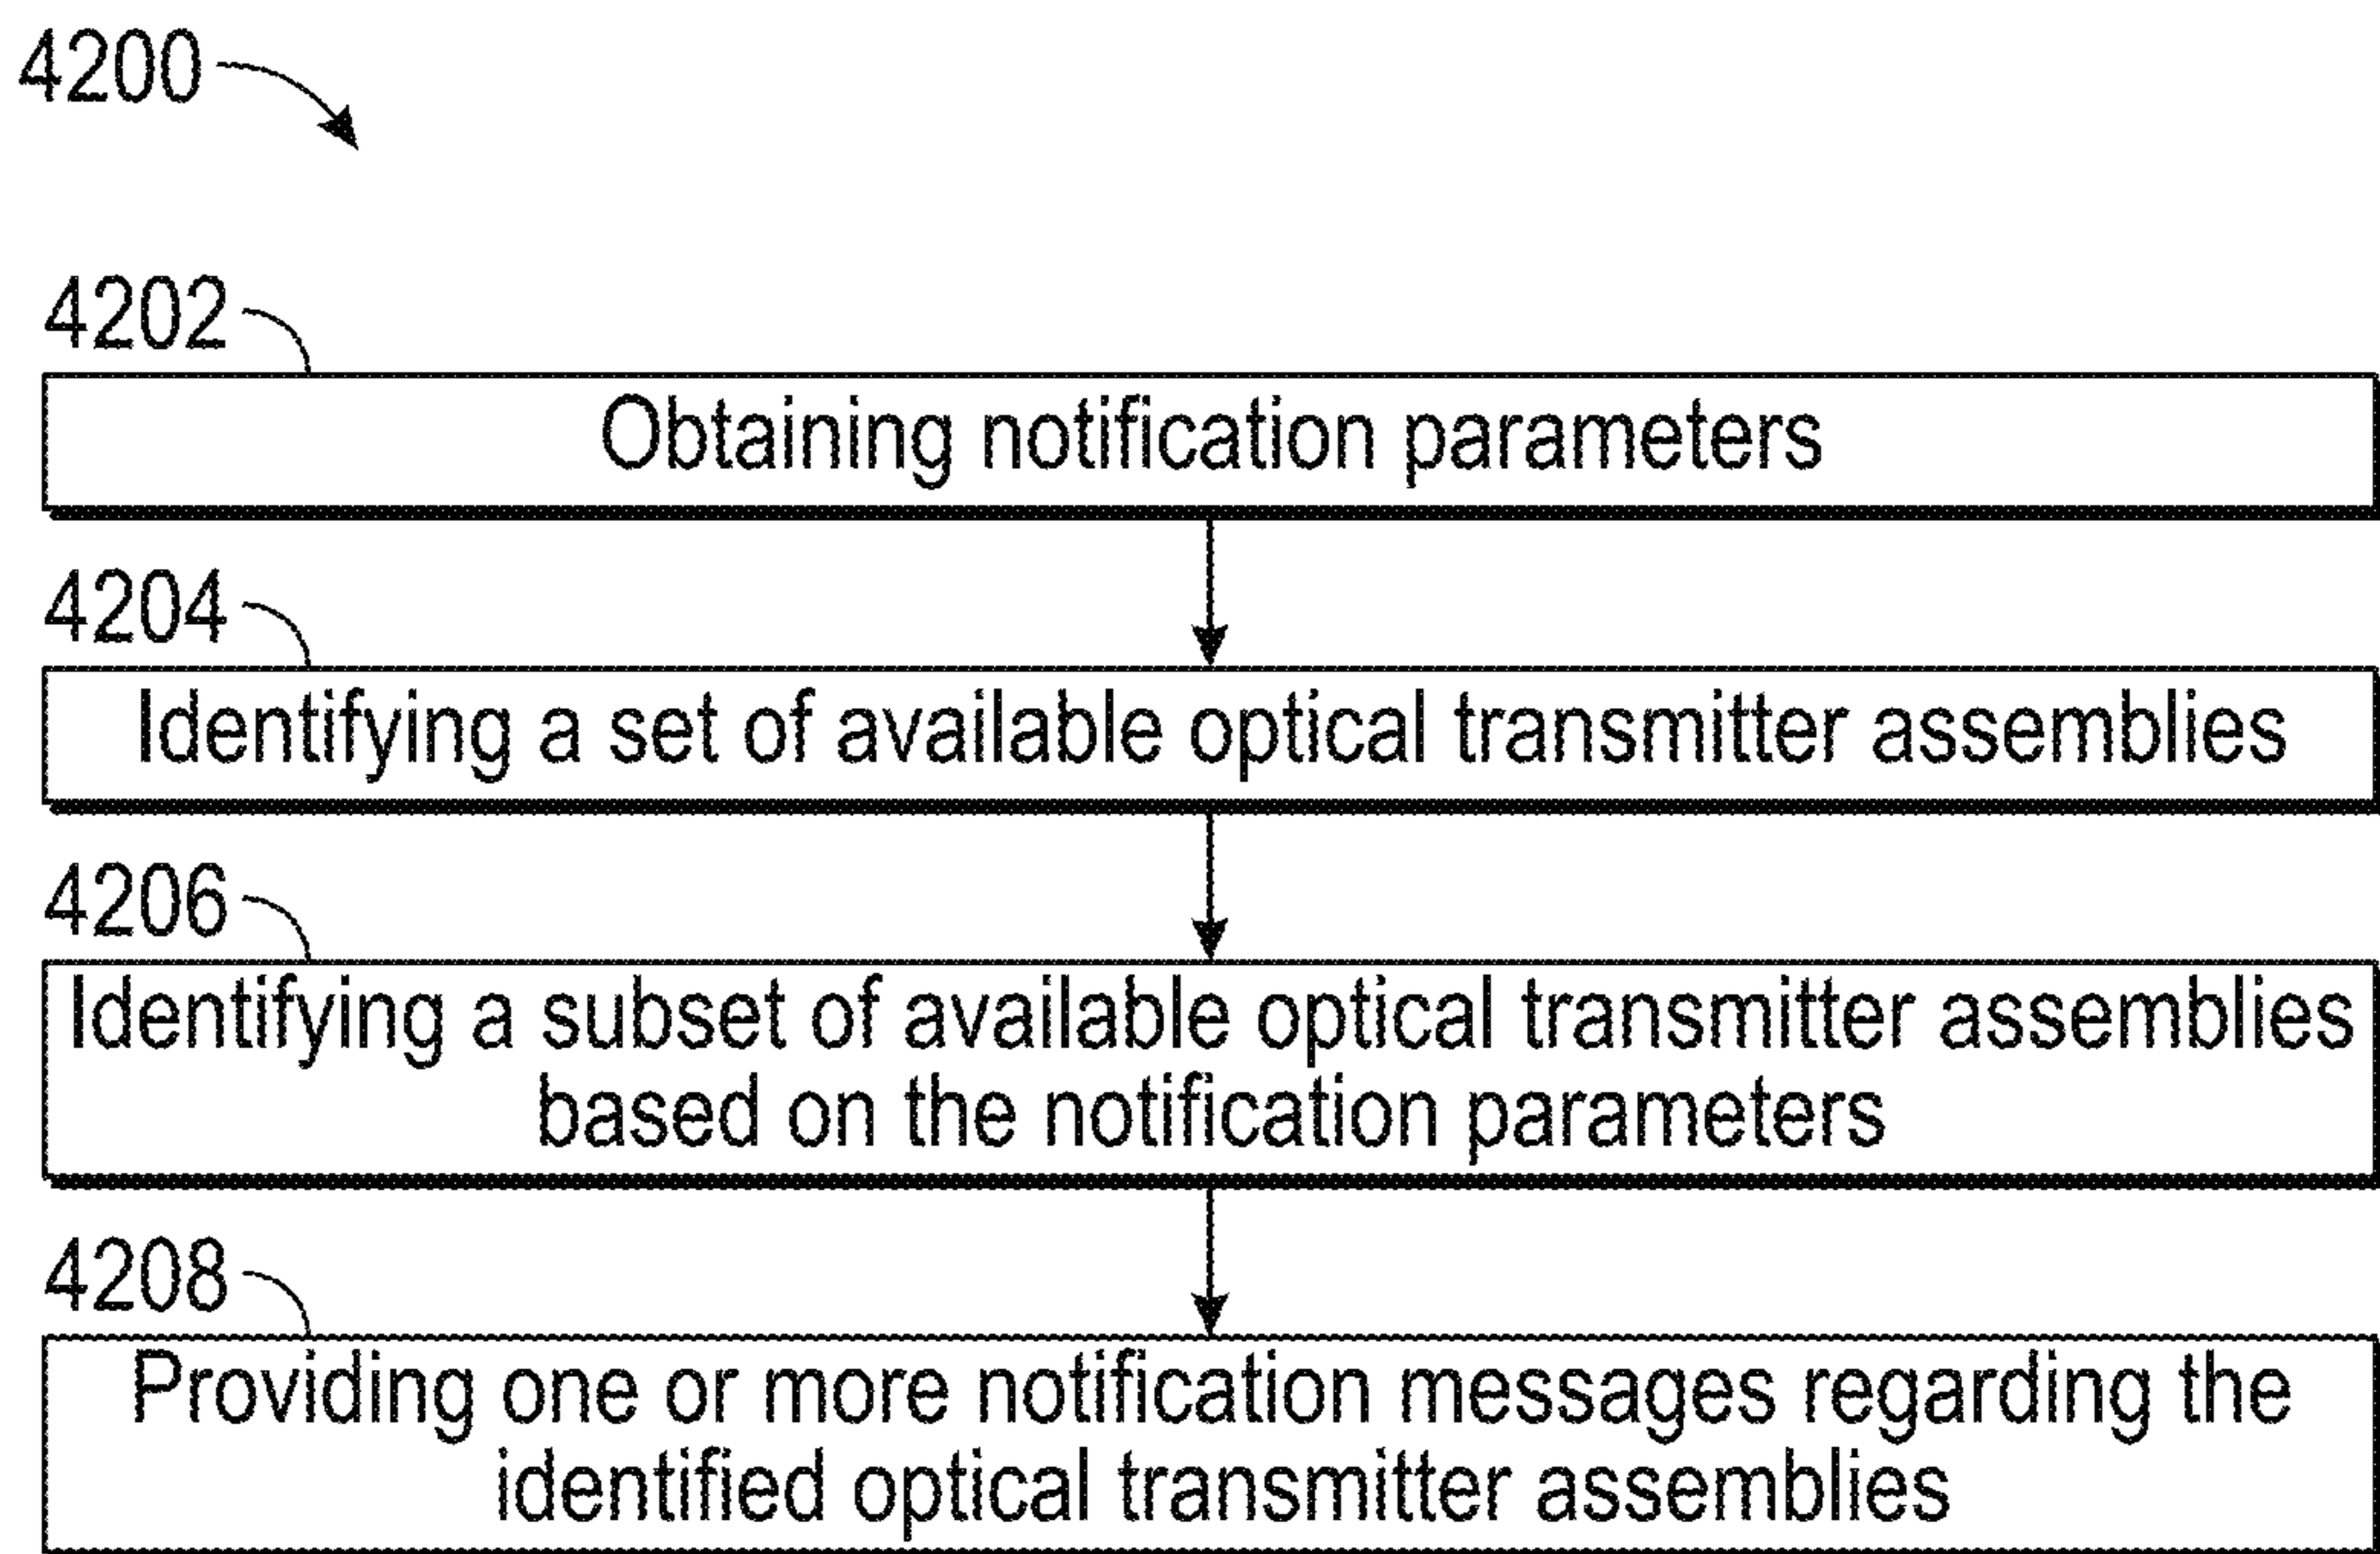 4200
4202
Obtaining notification parameters
4204
Identifying a set of available optical transmitter assemblies
4206
Identifying a subset of available optical transmitter assemblies
based on the notification parameters
4208
Providing one or more notification messages regarding the
identified optical transmitter assemblies